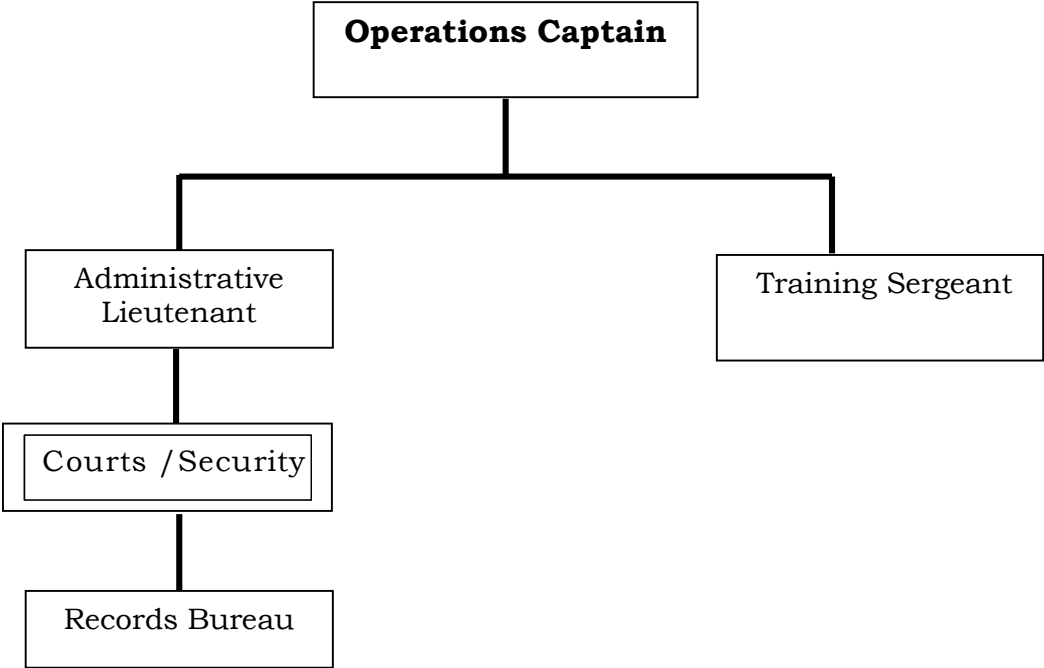 Operations Captain
Administrative
Lieutenant
Training Sergeant
Courts /Security
Records Bureau